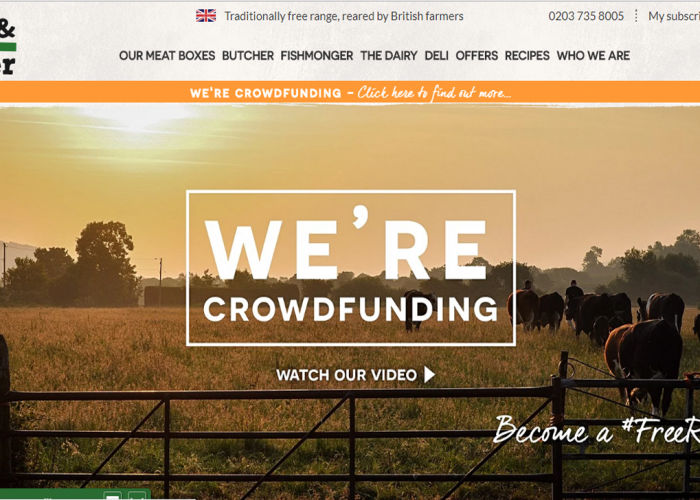 &
Traditionally free range, reared by British farmers
0203 735 8005
My subscri
er
OUR MEAT BOXES BUTCHER FISHMONGER THE DAIRY DELI OFFERS RECIPES WHO WE ARE
WE'RE CROWDFUNDING – Click here to find out more...
WE'RE
CROWDFUNDING
WATCH OUR VIDEO
Become a #FreeR